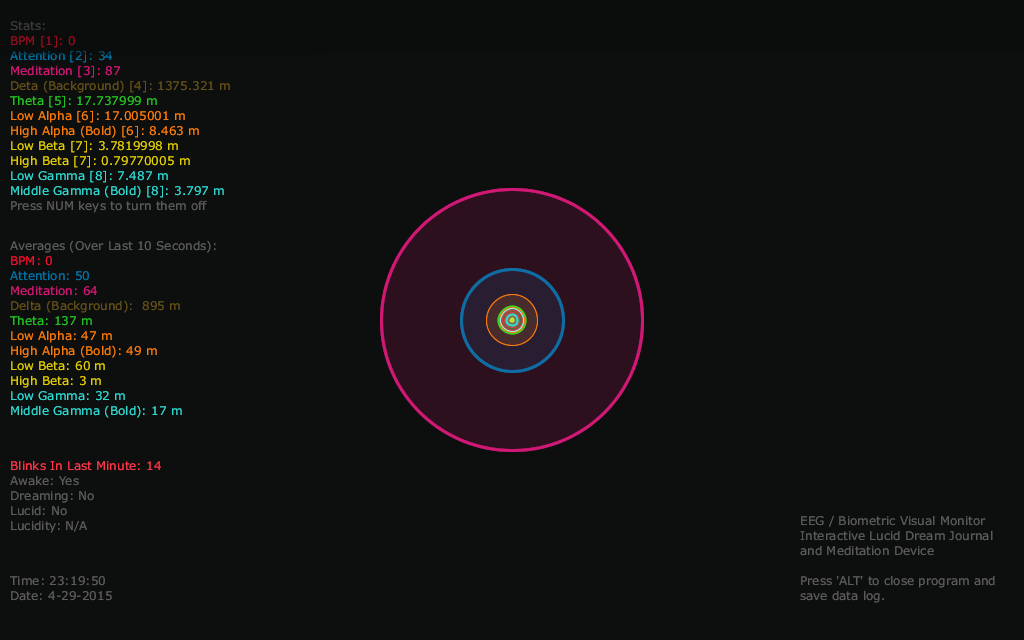 Stats:
BPM [1]: 0
Attention [2]: 34
Meditation [3]: 87
Deta (Background) [4]: 1375.321 m
Theta [5]: 17.737999 m
Low Alpha [6]: 17.005001 m
High Alpha (Bold) [6]: 8.463 m
Low Beta [7]: 3.7819998 m
High Beta [7]: 0.79770005 m
Low Gamma [8]: 7.487 m
Middle Gamma (Bold) [8]: 3.797 m
Press NUM keys to turn them off
Averages (Over Last 10 Seconds):
BPM: 0
Attention: 50
Meditation: 64
Delta (Background):  895 m
Theta: 137 m
Low Alpha: 47 m
High Alpha (Bold): 49 m
Low Beta: 60 m
High Beta: 3 m
Low Gamma: 32 m
Middle Gamma (Bold): 17 m
Blinks In Last Minute: 14
Awake: Yes
Dreaming: No
Lucid: No
Lucidity: N/A
Time: 23:19:50
Date: 4-29-2015
EEG / Biometric Visual Monitor
Interactive Lucid Dream Journal
and Meditation Device
Press 'ALT' to close program and
save data log.